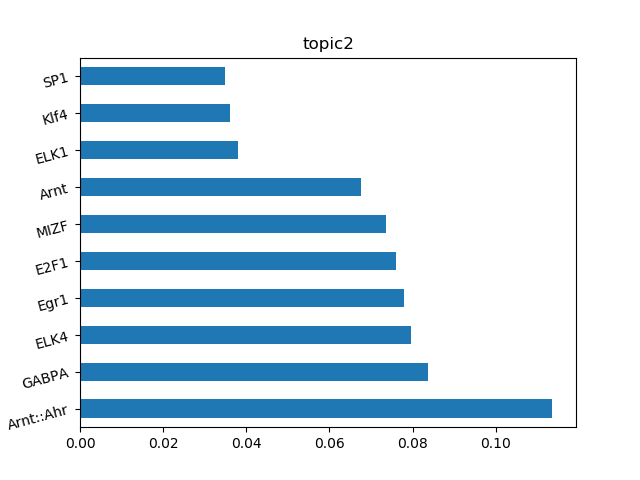 topic2
SP1
Klf4
ELK1
Arnt
MIZF
E2F1
Egr1
ELK4
GABPA
Arnt::Ahr
0.00 0.02 0.04 0.06 0.08 0.10